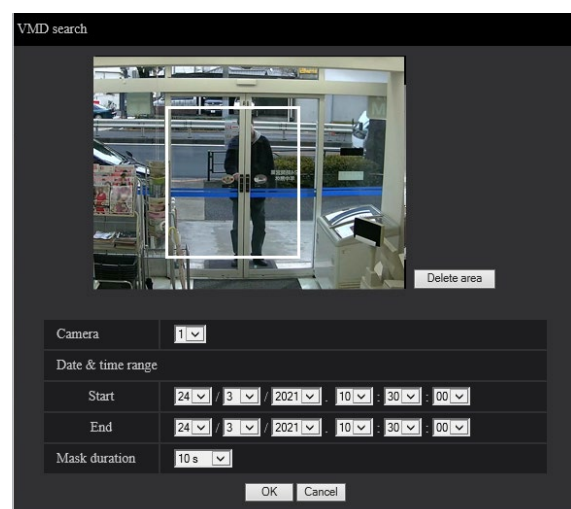 VMD search
Delete area
Camera 1
Date & time range
Start 24 / 3 / 2021 . 10 : 30 : 00
End 24 / 3 / 2021 . 10 : 30 : 00
Mask duration 10 s
OK Cancel